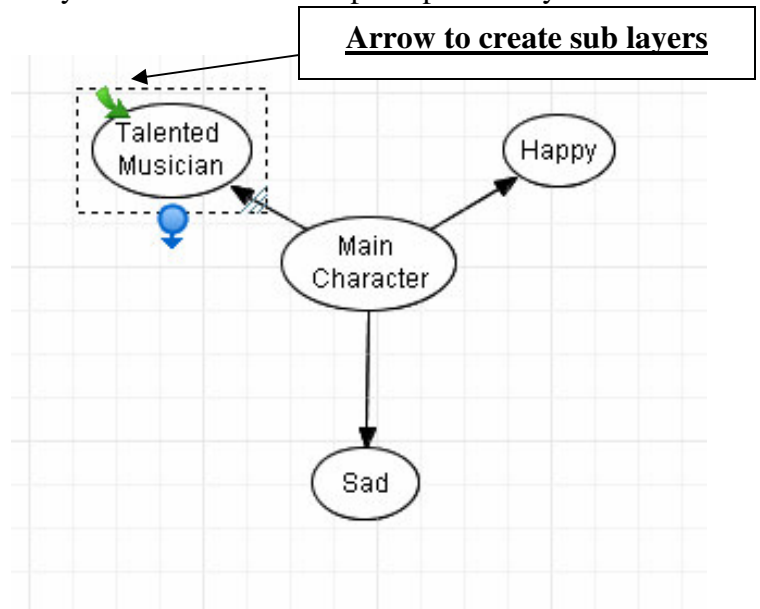 Arrow to create sub layers
Talented
Musician
Happy
Main
Character
Sad